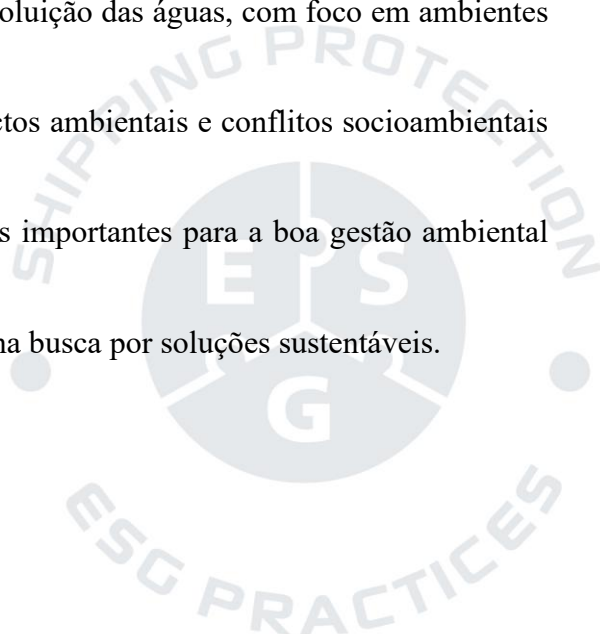 oluição das águas, com foco em ambientes
SHIPPING PROTECTION
ctos ambientais e conflitos socioambientais
s importantes para a boa gestão ambiental
E S
na busca por soluções sustentáveis.
G
ESG PRACTICES